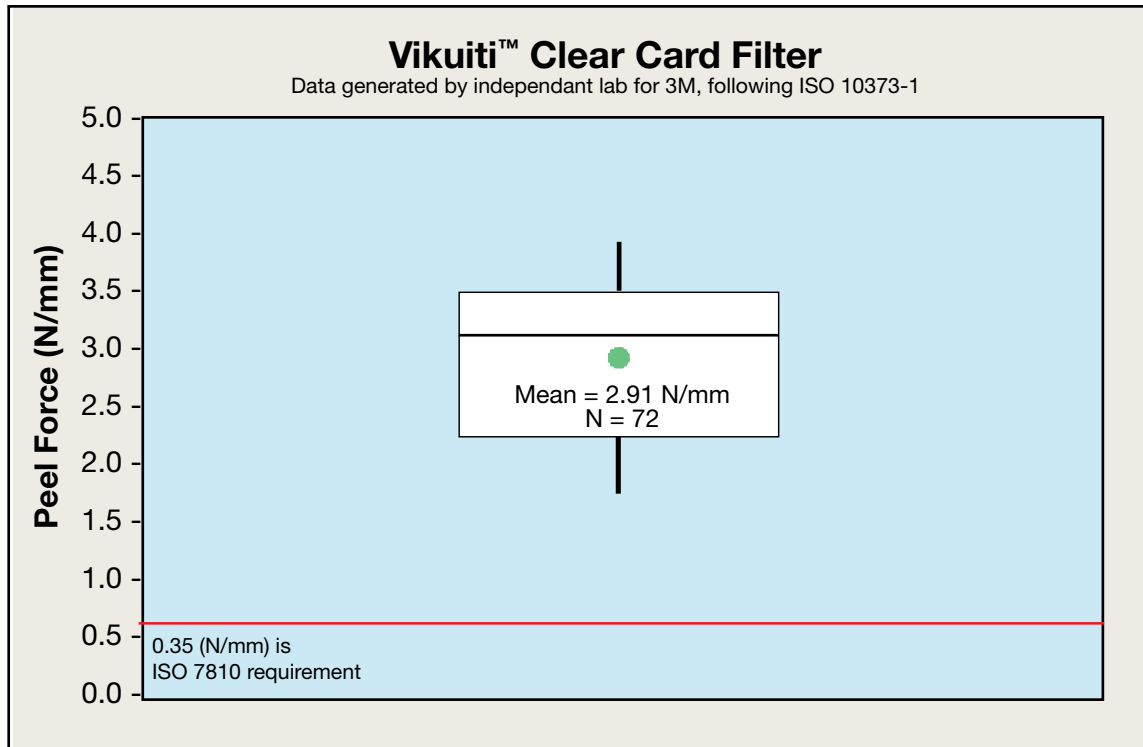 Vikuiti™ Clear Card Filter
Data generated by independant lab for 3M, following ISO 10373-1
Peel Force (N/mm)
5.0
4.5
4.0
3.5
3.0
2.5
2.0
1.5
1.0
0.5
0.0
Mean = 2.91 N/mm
N = 72
0.35 (N/mm) is
ISO 7810 requirement